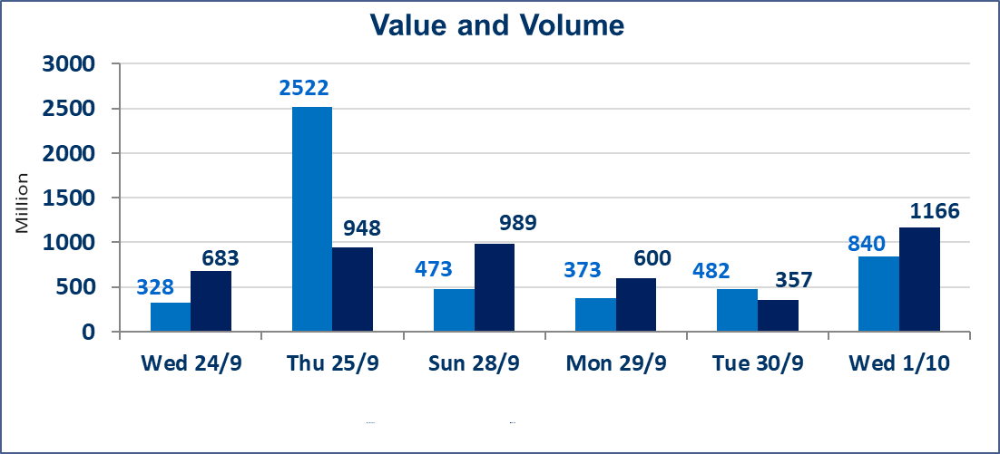 Value and Volume
3000
2500
2000
1500
1000
500
0
Million
328
683
2522
948
473
989
373
600
482
357
840
1166
Wed 24/9
Thu 25/9
Sun 28/9
Mon 29/9
Tue 30/9
Wed 1/10